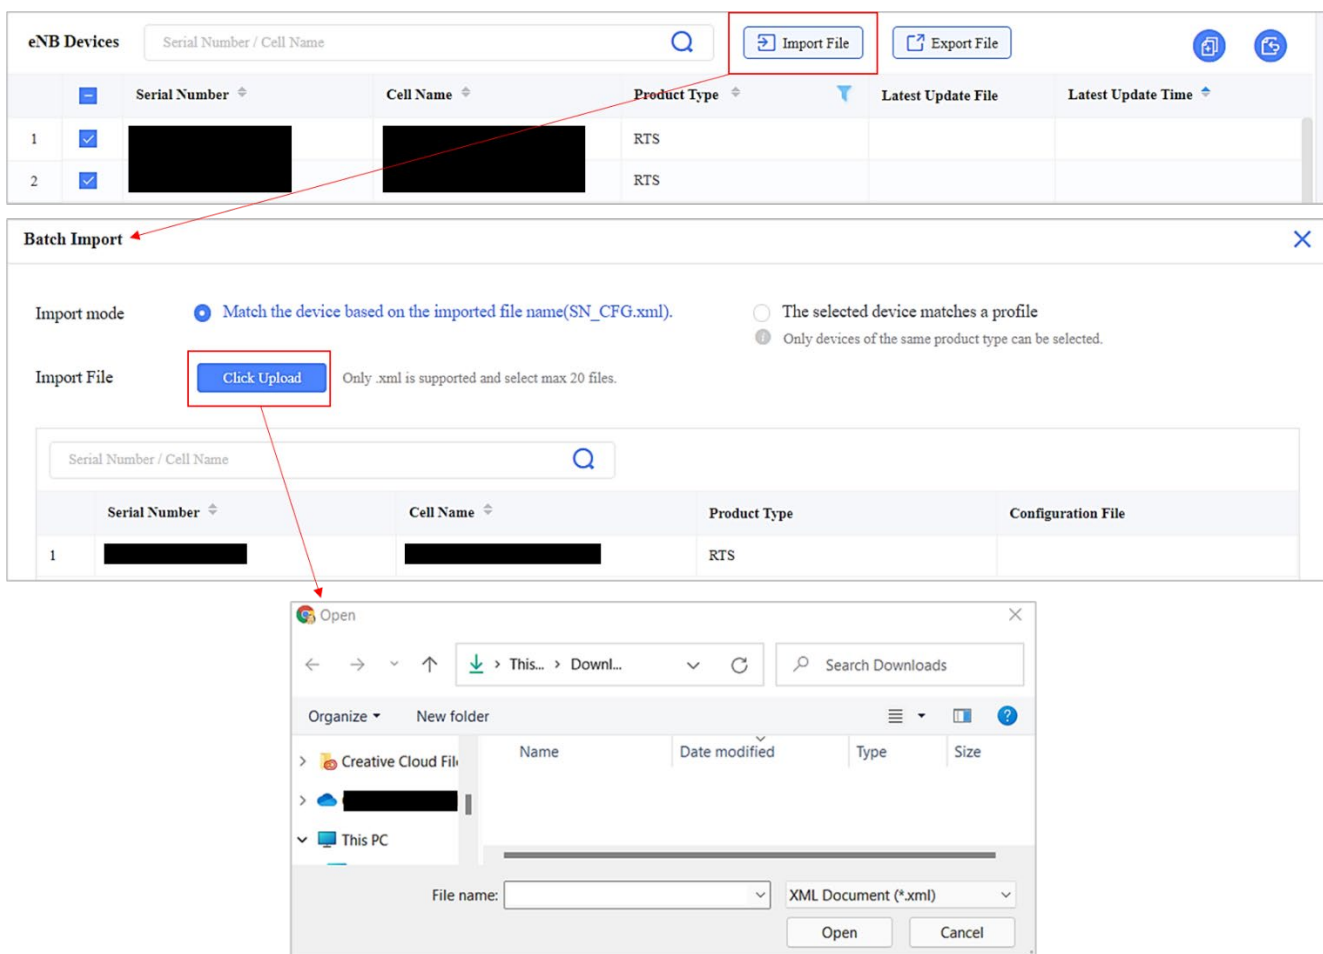 eNB Devices Serial Number / Cell Name Import File Export File
Serial Number Cell Name Product Type Latest Update File Latest Update Time
1 RTS
2 RTS
Batch Import
Import mode Match the device based on the imported file name(SN_CFG.xml). The selected device matches a profile
Only devices of the same product type can be selected.
Import File Click Upload Only .xml is supported and select max 20 files.
Serial Number / Cell Name
Serial Number Cell Name Product Type Configuration File
1 RTS
Open
This... Downl... Search Downloads
Organize New folder
Name Date modified Type Size
Creative Cloud File
This PC
File name: XML Document (*.xml)
Open Cancel